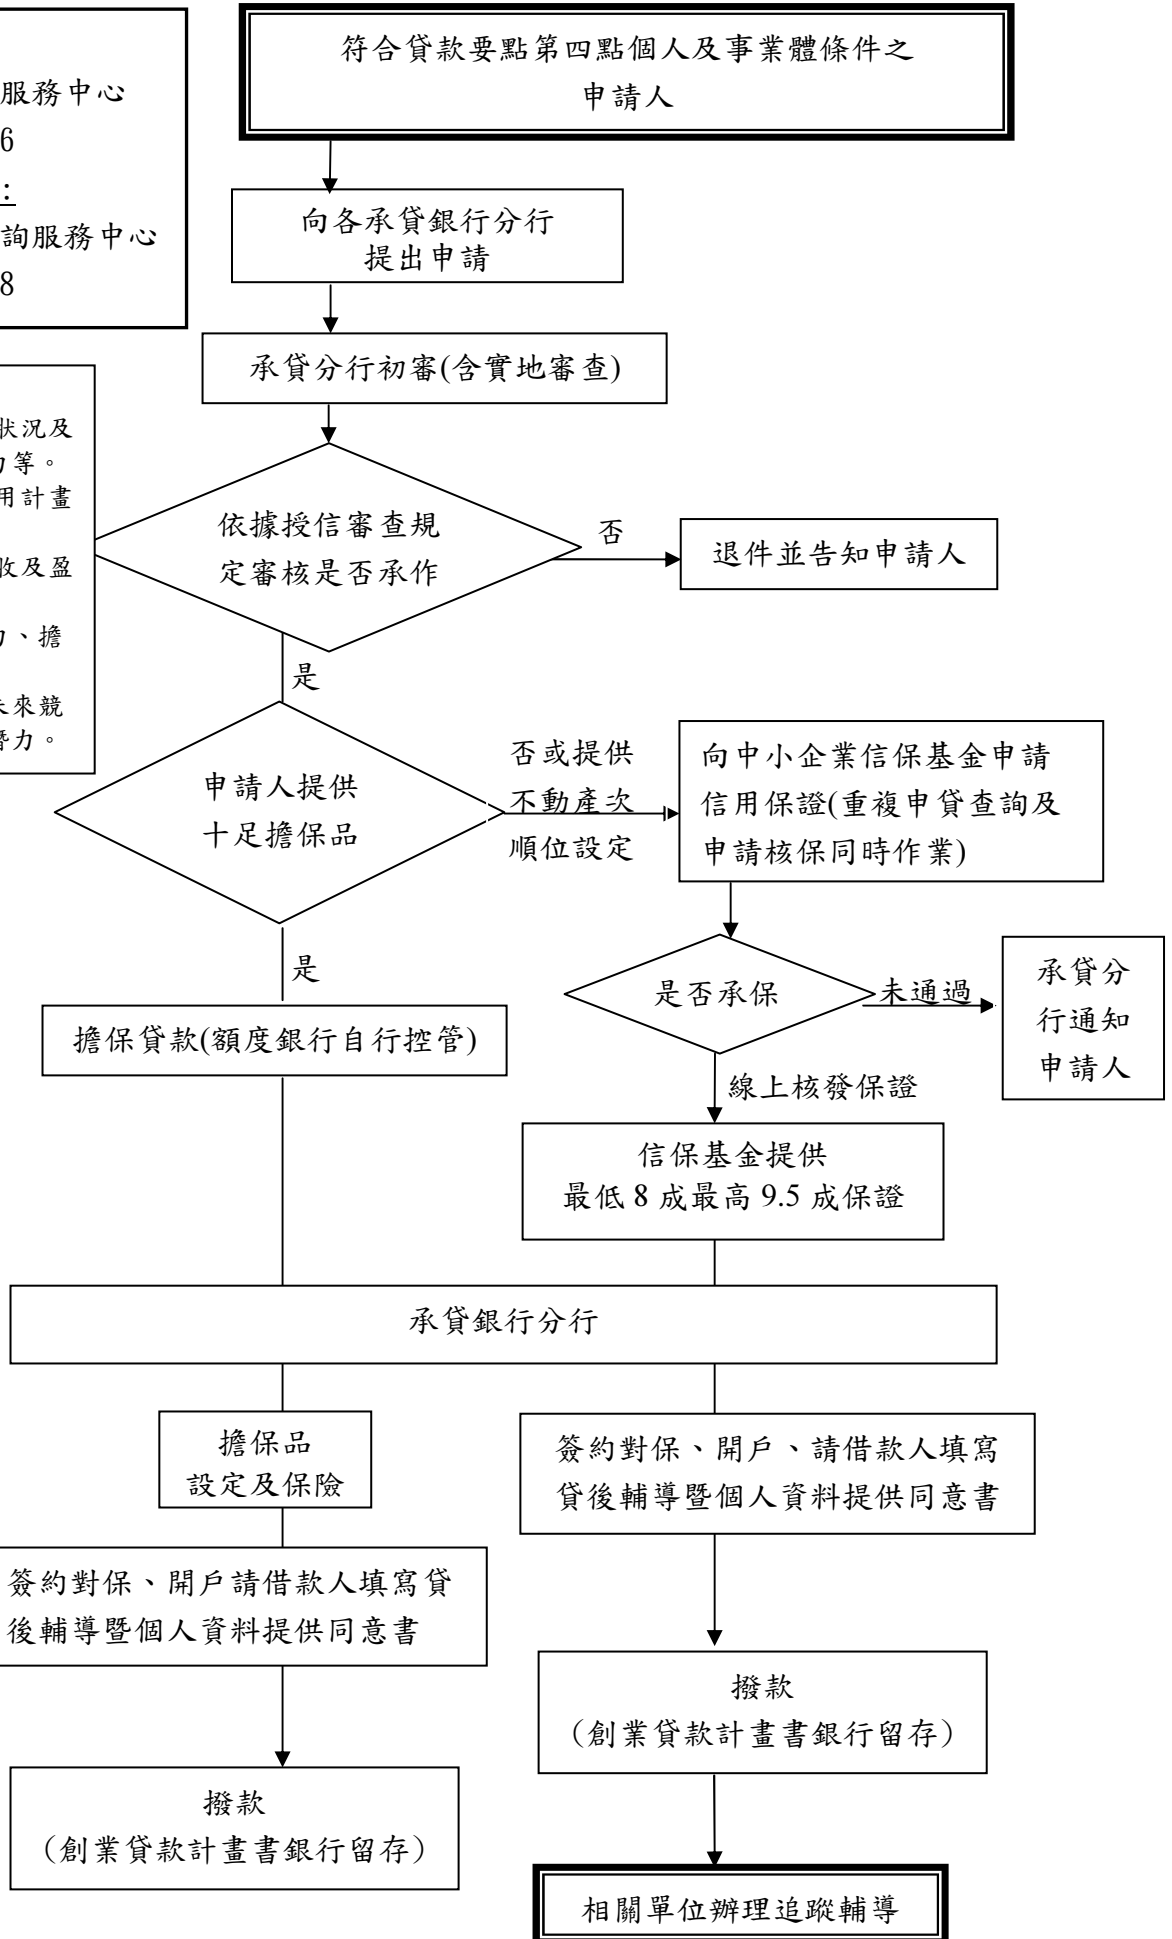 符合貸款要點第四點個人及事業體條件之
申請人
服務中心
6
:
詢服務中心
8
向各承貸銀行分行
提出申請
承貸分行初審(含實地審查)
狀況及
力等。
用計畫
收及盈
力、擔
未來競
潛力。
依據授信審查規
定審核是否承作
否
退件並告知申請人
是
申請人提供
十足擔保品
否或提供
不動產次
順位設定
向中小企業信保基金申請
信用保證(重複申貸查詢及
申請核保同時作業)
是
是否承保
未通過
承貸分
行通知
申請人
擔保貸款(額度銀行自行控管)
線上核發保證
信保基金提供
最低 8 成最高 9.5 成保證
承貸銀行分行
擔保品
設定及保險
簽約對保、開戶、請借款人填寫
貸後輔導暨個人資料提供同意書
簽約對保、開戶請借款人填寫貸
後輔導暨個人資料提供同意書
撥款
（創業貸款計畫書銀行留存）
撥款
（創業貸款計畫書銀行留存）
相關單位辦理追蹤輔導